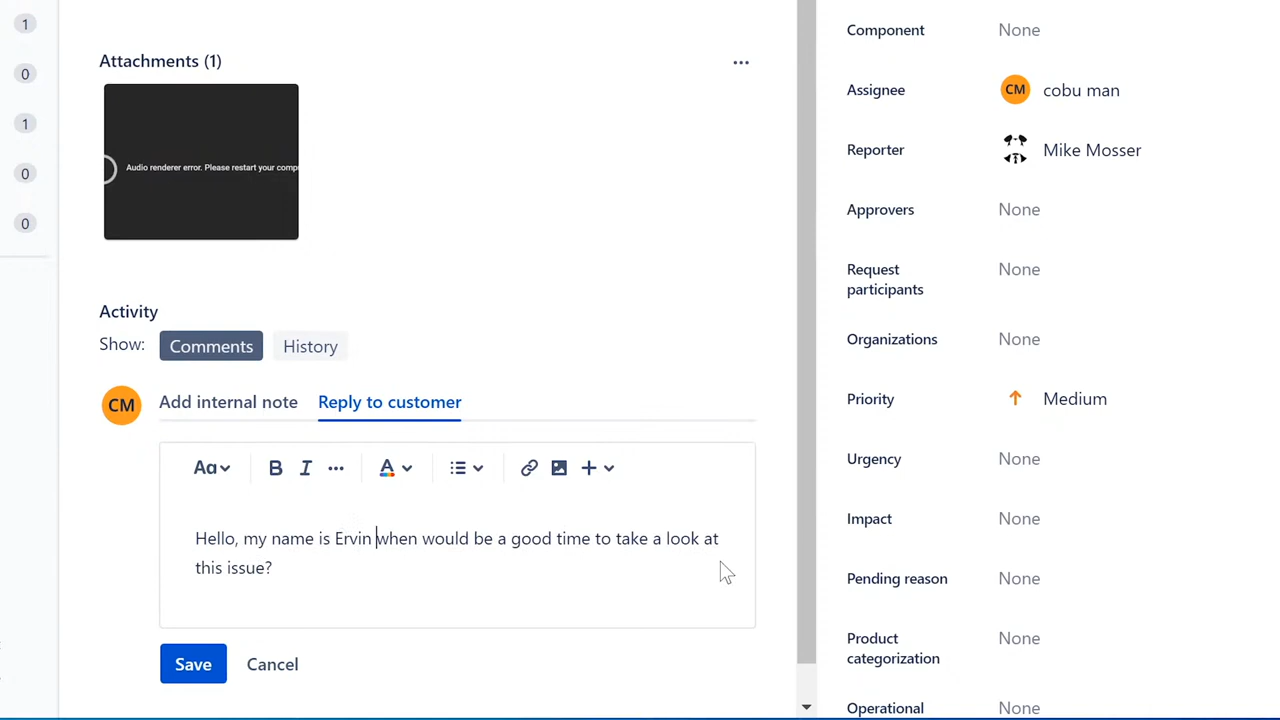 1
0
1
0
0
Attachments (1)
Audio renderer error. Please restart your comp
Activity
Show: Comments History
CM Add internal note Reply to customer
Aa B I A
Hello, my name is Ervin when would be a good time to take a look at
this issue?
Save Cancel
Component None
Assignee CM cobu man
Reporter Mike Mosser
Approvers None
Request
participants None
Organizations None
Priority Medium
Urgency None
Impact None
Pending reason None
Product
categorization None
Operational None